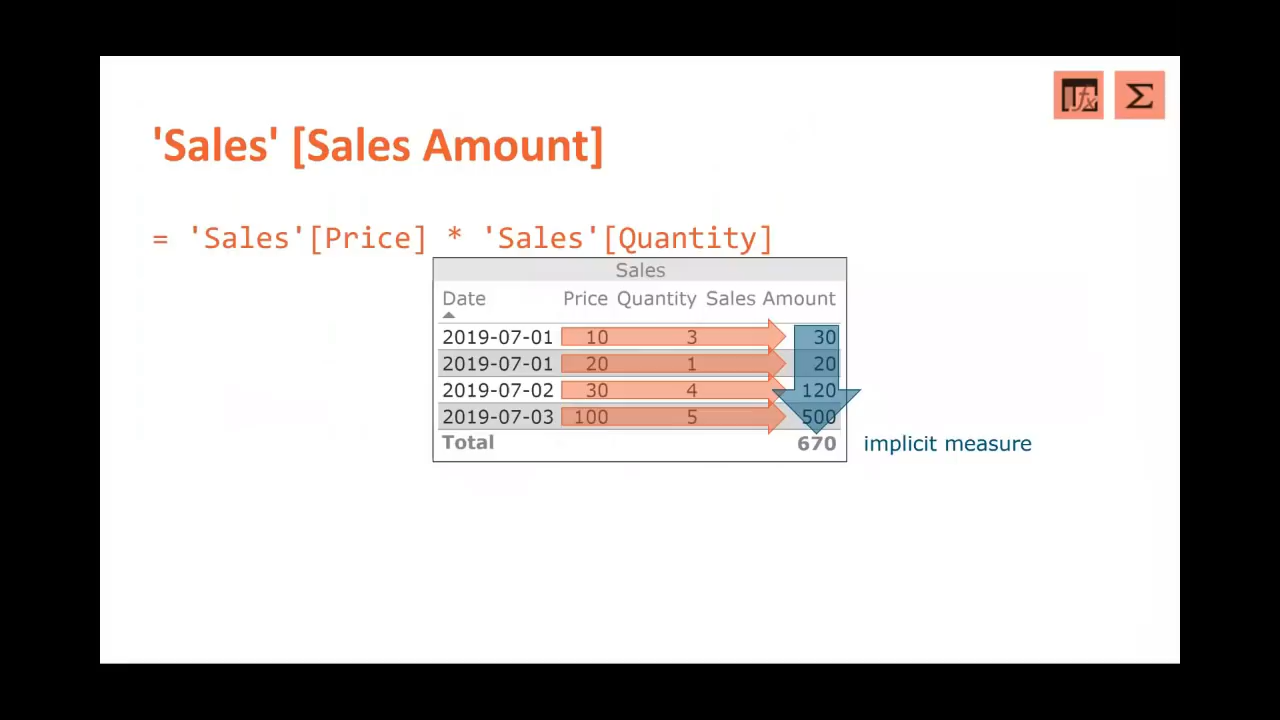 'Sales' [Sales Amount]
= 'Sales'[Price] * 'Sales'[Quantity]
Sales
Date Price Quantity Sales Amount
2019-07-01 10 3 30
2019-07-01 20 1 20
2019-07-02 30 4 120
2019-07-03 100 5 500
Total 670
implicit measure
fx
Σ